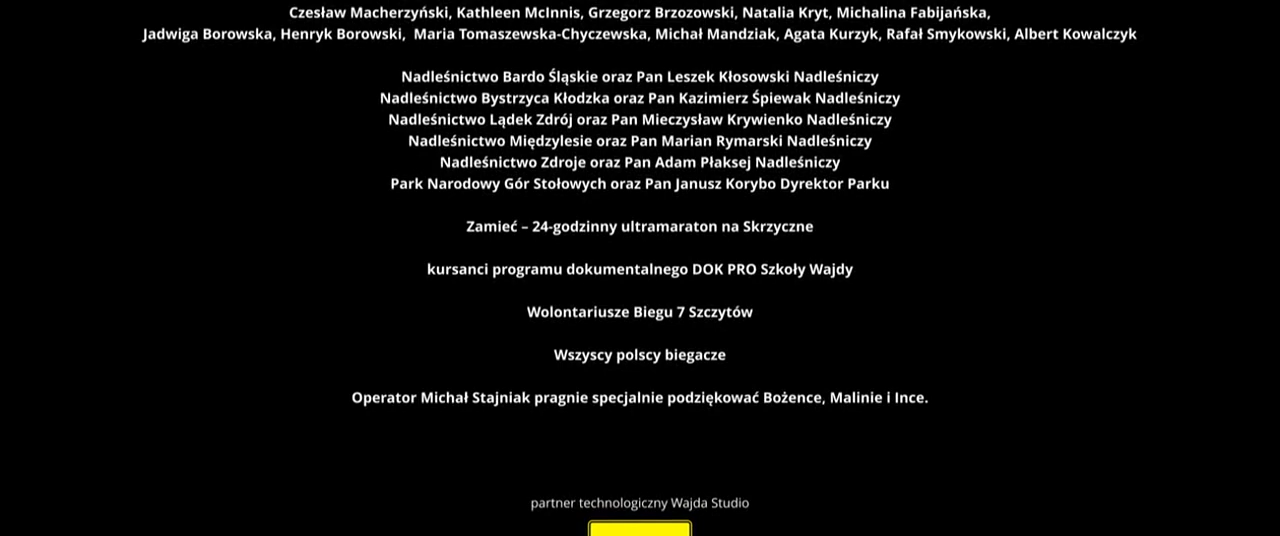 Czesław Macherzyński, Kathleen McInnis, Grzegorz Brzozowski, Natalia Kryt, Michalina Fabijańska,
Jadwiga Borowska, Henryk Borowski, Maria Tomaszewska-Chyczewska, Michał Mandziak, Agata Kurzyk, Rafał Smykowski, Albert Kowalczyk
Nadleśnictwo Bardo Śląskie oraz Pan Leszek Kłosowski Nadleśniczy
Nadleśnictwo Bystrzyca Kłodzka oraz Pan Kazimierz Śpiewak Nadleśniczy
Nadleśnictwo Lądek Zdrój oraz Pan Mieczysław Krywienko Nadleśniczy
Nadleśnictwo Międzylesie oraz Pan Marian Rymarski Nadleśniczy
Nadleśnictwo Zdroje oraz Pan Adam Płaksej Nadleśniczy
Park Narodowy Gór Stołowych oraz Pan Janusz Korybo Dyrektor Parku
Zamieć – 24-godzinny ultramaraton na Skrzyczne
kursanci programu dokumentalnego DOK PRO Szkoły Wajdy
Wolontariusze Biegu 7 Szczytów
Wszyscy polscy biegacze
Operator Michał Stajniak pragnie specjalnie podziękować Bożence, Malinie i Ince.
partner technologiczny Wajda Studio